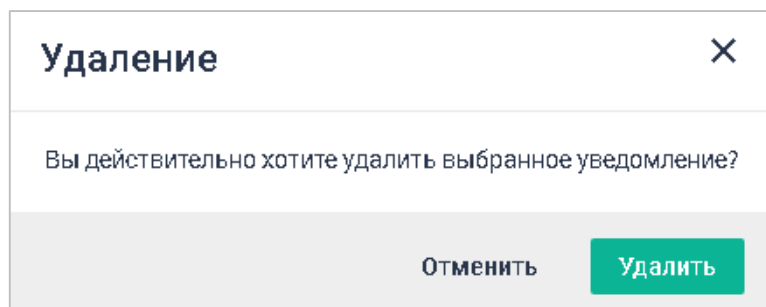 Удаление
Вы действительно хотите удалить выбранное уведомление?
Отменить
Удалить